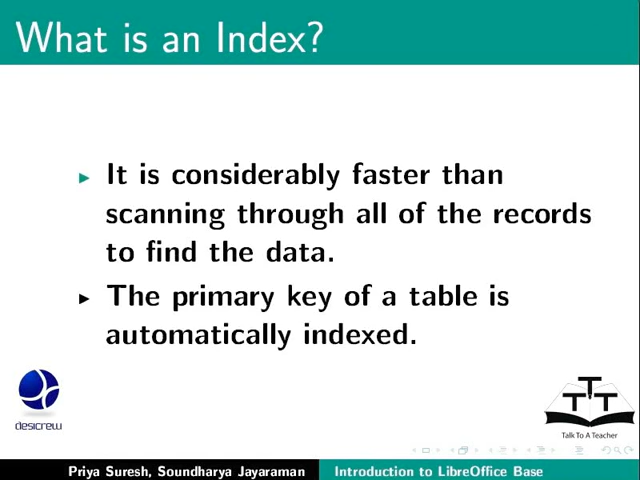 What is an Index?
It is considerably faster than
scanning through all of the records
to find the data.
The primary key of a table is
automatically indexed.
desicrew
T T T
Talk To A Teacher
Priya Suresh, Soundharya Jayaraman Introduction to LibreOffice Base